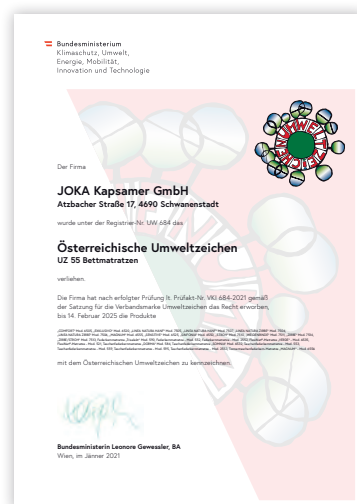 Bundesministerium
Klimaschutz, Umwelt,
Energie, Mobilität,
Innovation und Technologie
UMWELTZEICHEN
Der Firma
JOKA Kapsamer GmbH
Atzbacher Straße 17, 4690 Schwanenstadt
wurde unter der Registrier-Nr. UW 684 das
Österreichische Umweltzeichen
UZ 55 Bettmatratzen
verliehen.
Die Firma hat nach erfolgter Prüfung lt. Prüfakt-Nr. VKI 684-2021 gemäß
der Satzung für die Verbandsmarke Umweltzeichen das Recht erworben,
bis 14. Februar 2025 die Produkte
mit dem Österreichischen Umweltzeichen zu kennzeichnen.
Bundesministerin Leonore Gewessler, BA
Wien, im Jänner 2021